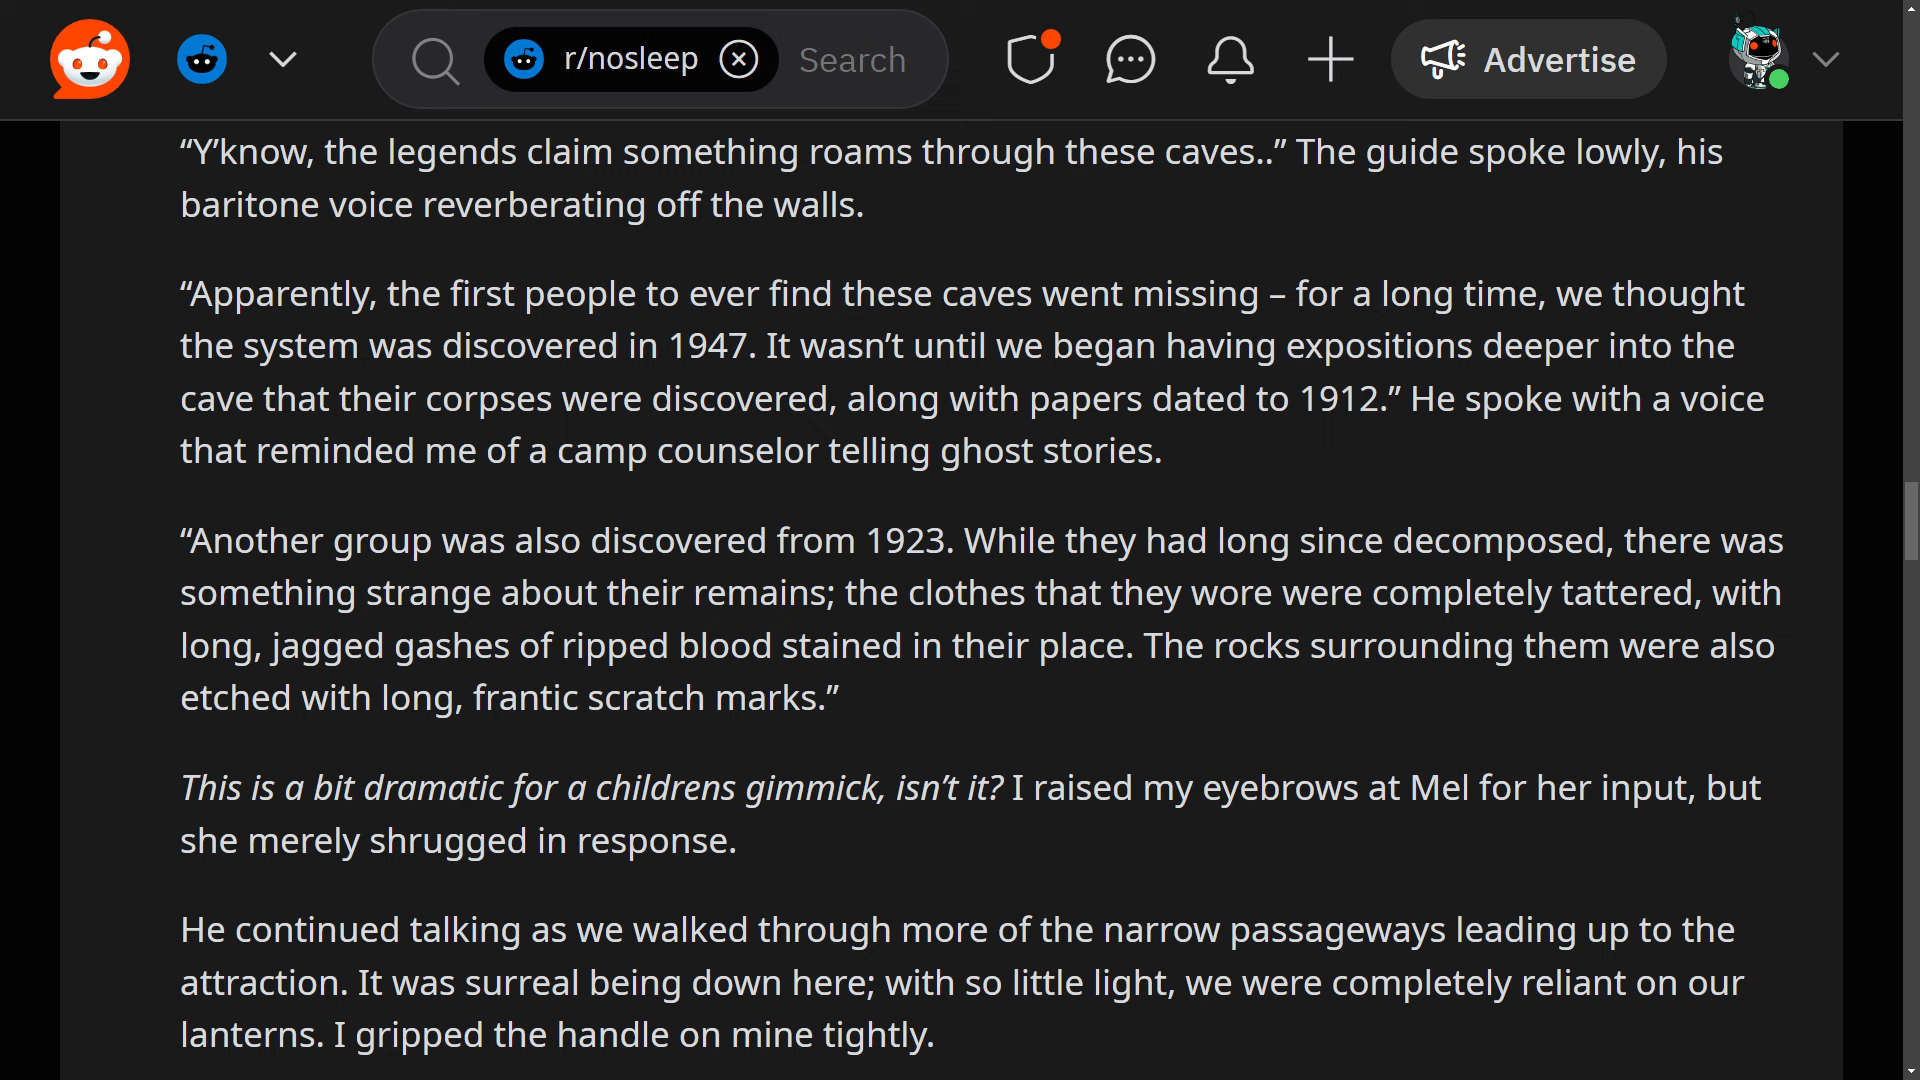 r/nosleep Search Advertise
“Y’know, the legends claim something roams through these caves..” The guide spoke lowly, his
baritone voice reverberating off the walls.
“Apparently, the first people to ever find these caves went missing – for a long time, we thought
the system was discovered in 1947. It wasn’t until we began having expositions deeper into the
cave that their corpses were discovered, along with papers dated to 1912.” He spoke with a voice
that reminded me of a camp counselor telling ghost stories.
“Another group was also discovered from 1923. While they had long since decomposed, there was
something strange about their remains; the clothes that they wore were completely tattered, with
long, jagged gashes of ripped blood stained in their place. The rocks surrounding them were also
etched with long, frantic scratch marks.”
This is a bit dramatic for a childrens gimmick, isn’t it? I raised my eyebrows at Mel for her input, but
she merely shrugged in response.
He continued talking as we walked through more of the narrow passageways leading up to the
attraction. It was surreal being down here; with so little light, we were completely reliant on our
lanterns. I gripped the handle on mine tightly.